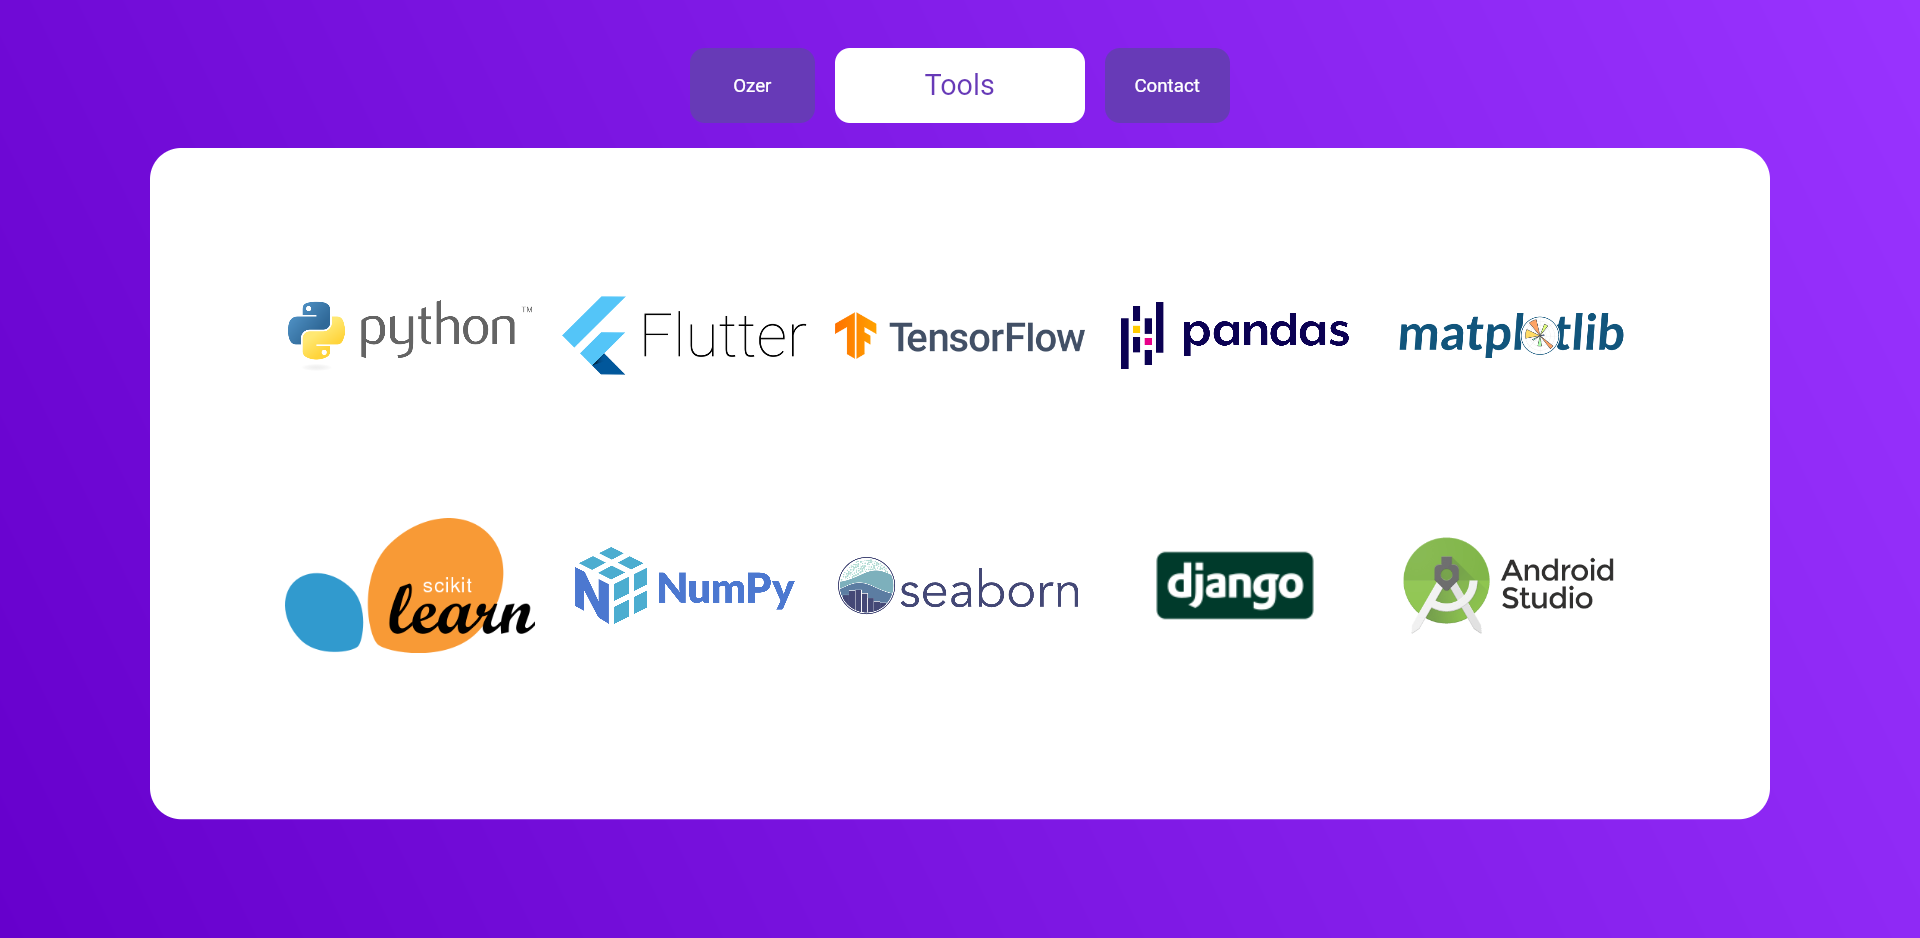 Ozer
Tools
Contact
python™
Flutter
TensorFlow
pandas
matplotlib
scikit
learn
NumPy
seaborn
django
Android
Studio